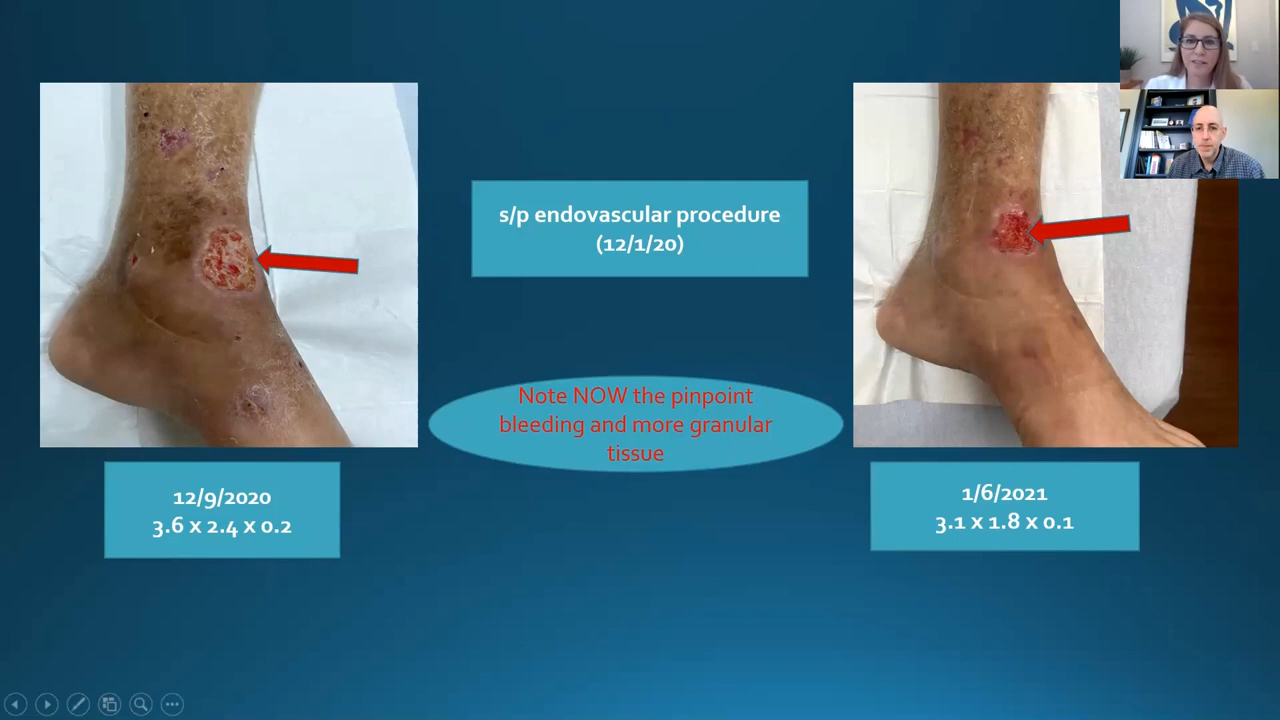 s/p endovascular procedure
(12/1/20)
Note NOW the pinpoint
bleeding and more granular
tissue
12/9/2020
3.6 x 2.4 x 0.2
1/6/2021
3.1 x 1.8 x 0.1